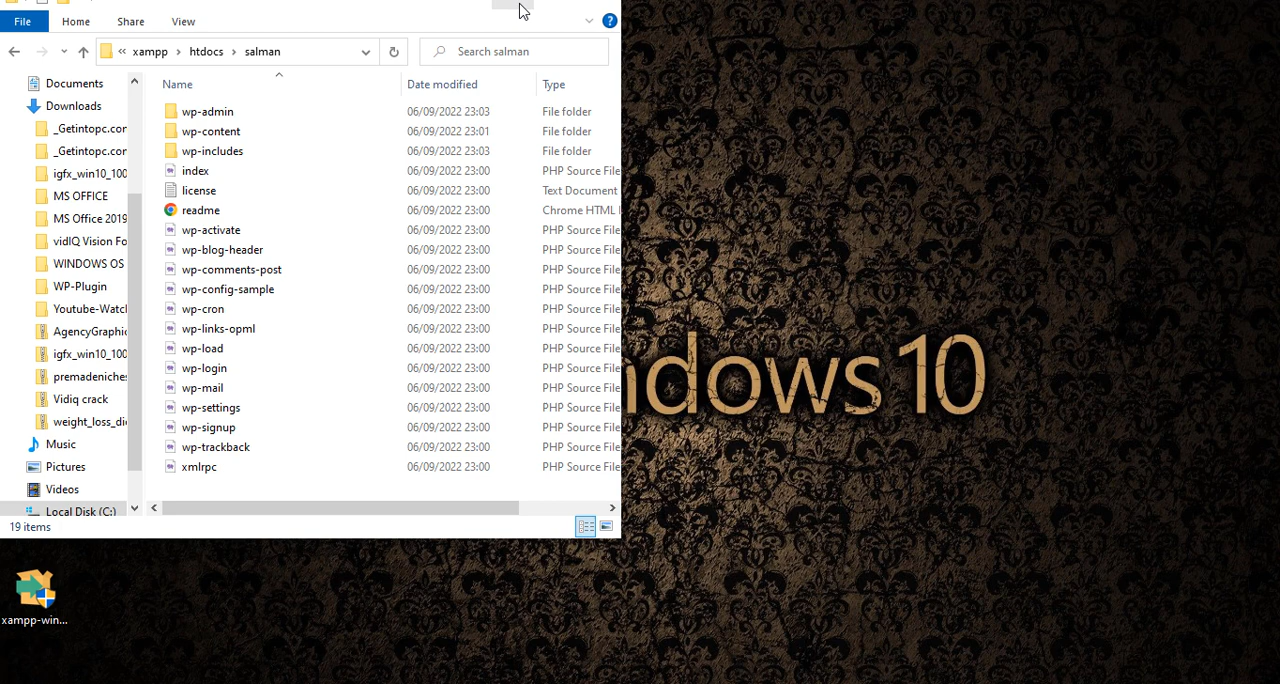 File Home Share View
xampp htdocs salman Search salman
Name Date modified Type
Documents
Downloads
_Getintopc.com
_Getintopc.com
igfx_win10_100
MS OFFICE
MS Office 2019
vidIQ Vision Fo
WINDOWS OS
WP-Plugin
Youtube-Watch
AgencyGraphic
igfx_win10_100
premadeniches
Vidiq crack
weight_loss_die
Music
Pictures
Videos
Local Disk (C:)
wp-admin 06/09/2022 23:03 File folder
wp-content 06/09/2022 23:01 File folder
wp-includes 06/09/2022 23:03 File folder
index 06/09/2022 23:00 PHP Source File
license 06/09/2022 23:00 Text Document
readme 06/09/2022 23:00 Chrome HTML
wp-activate 06/09/2022 23:00 PHP Source File
wp-blog-header 06/09/2022 23:00 PHP Source File
wp-comments-post 06/09/2022 23:00 PHP Source File
wp-config-sample 06/09/2022 23:00 PHP Source File
wp-cron 06/09/2022 23:00 PHP Source File
wp-links-opml 06/09/2022 23:00 PHP Source File
wp-load 06/09/2022 23:00 PHP Source File
wp-login 06/09/2022 23:00 PHP Source File
wp-mail 06/09/2022 23:00 PHP Source File
wp-settings 06/09/2022 23:00 PHP Source File
wp-signup 06/09/2022 23:00 PHP Source File
wp-trackback 06/09/2022 23:00 PHP Source File
xmlrpc 06/09/2022 23:00 PHP Source File
19 items
ndows 10
xampp-win...